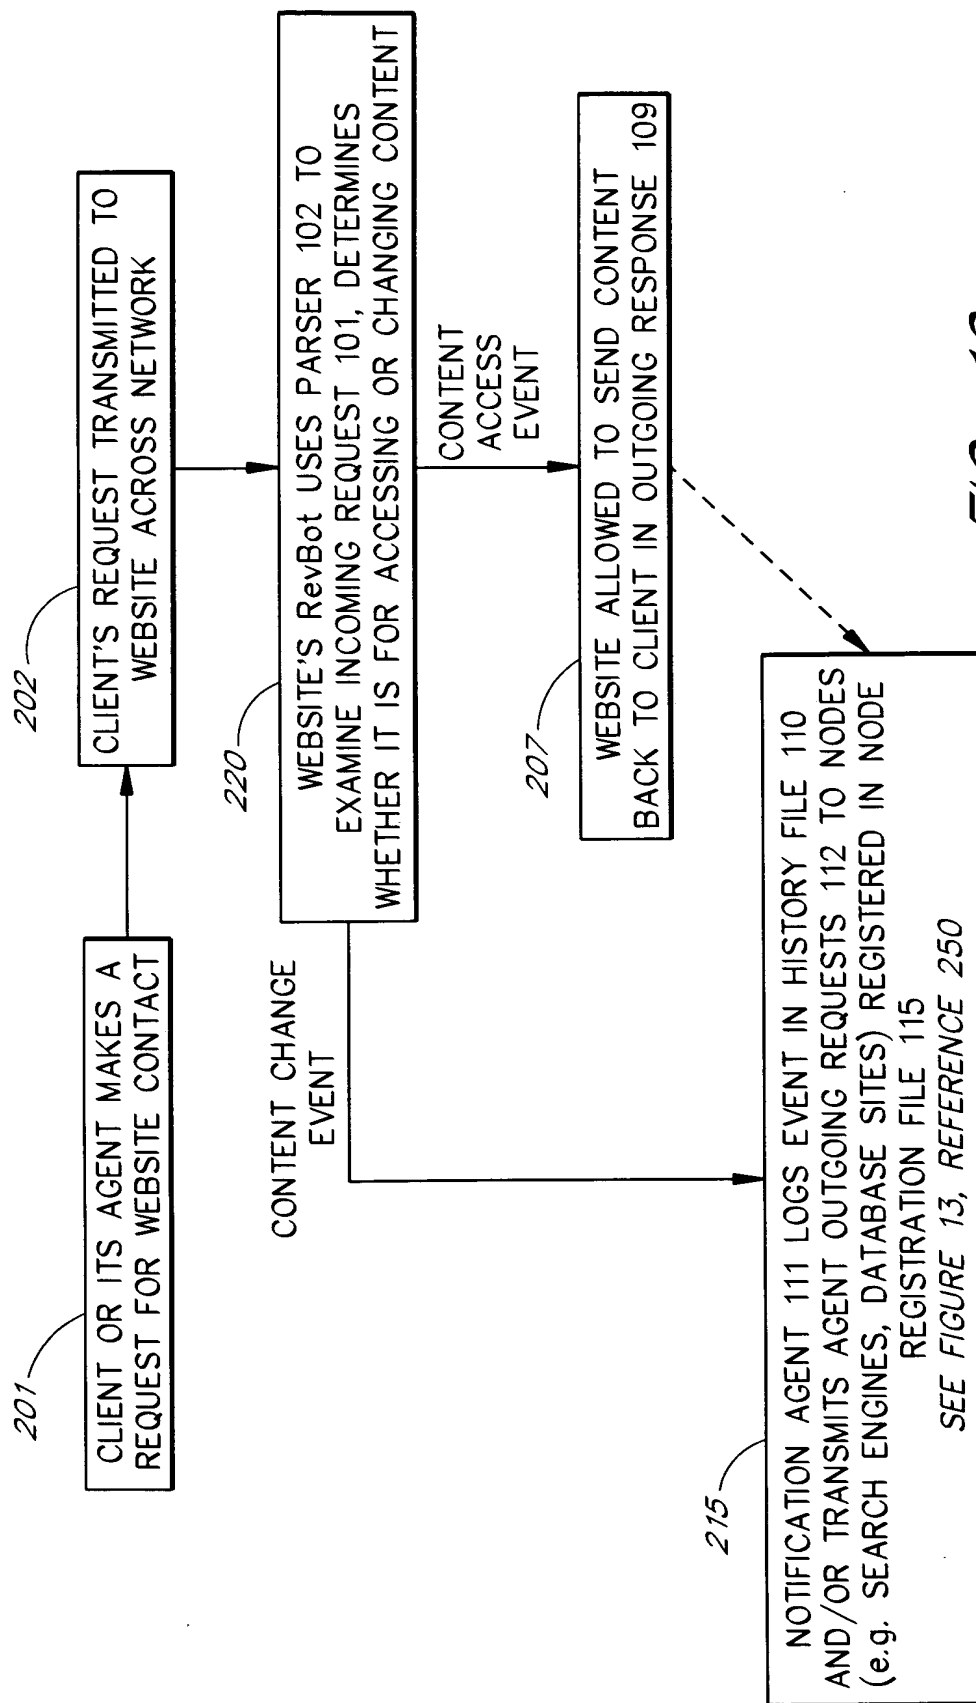 201
CLIENT OR ITS AGENT MAKES A
REQUEST FOR WEBSITE CONTACT
202
CLIENT'S REQUEST TRANSMITTED TO
WEBSITE ACROSS NETWORK
220
WEBSITE'S RevBot USES PARSER 102 TO
EXAMINE INCOMING REQUEST 101, DETERMINES
WHETHER IT IS FOR ACCESSING OR CHANGING CONTENT
CONTENT CHANGE
EVENT
CONTENT
ACCESS
EVENT
207
WEBSITE ALLOWED TO SEND CONTENT
BACK TO CLIENT IN OUTGOING RESPONSE 109
215
NOTIFICATION AGENT 111 LOGS EVENT IN HISTORY FILE 110
AND/OR TRANSMITS AGENT OUTGOING REQUESTS 112 TO NODES
(e.g. SEARCH ENGINES, DATABASE SITES) REGISTERED IN NODE
REGISTRATION FILE 115
SEE FIGURE 13, REFERENCE 250